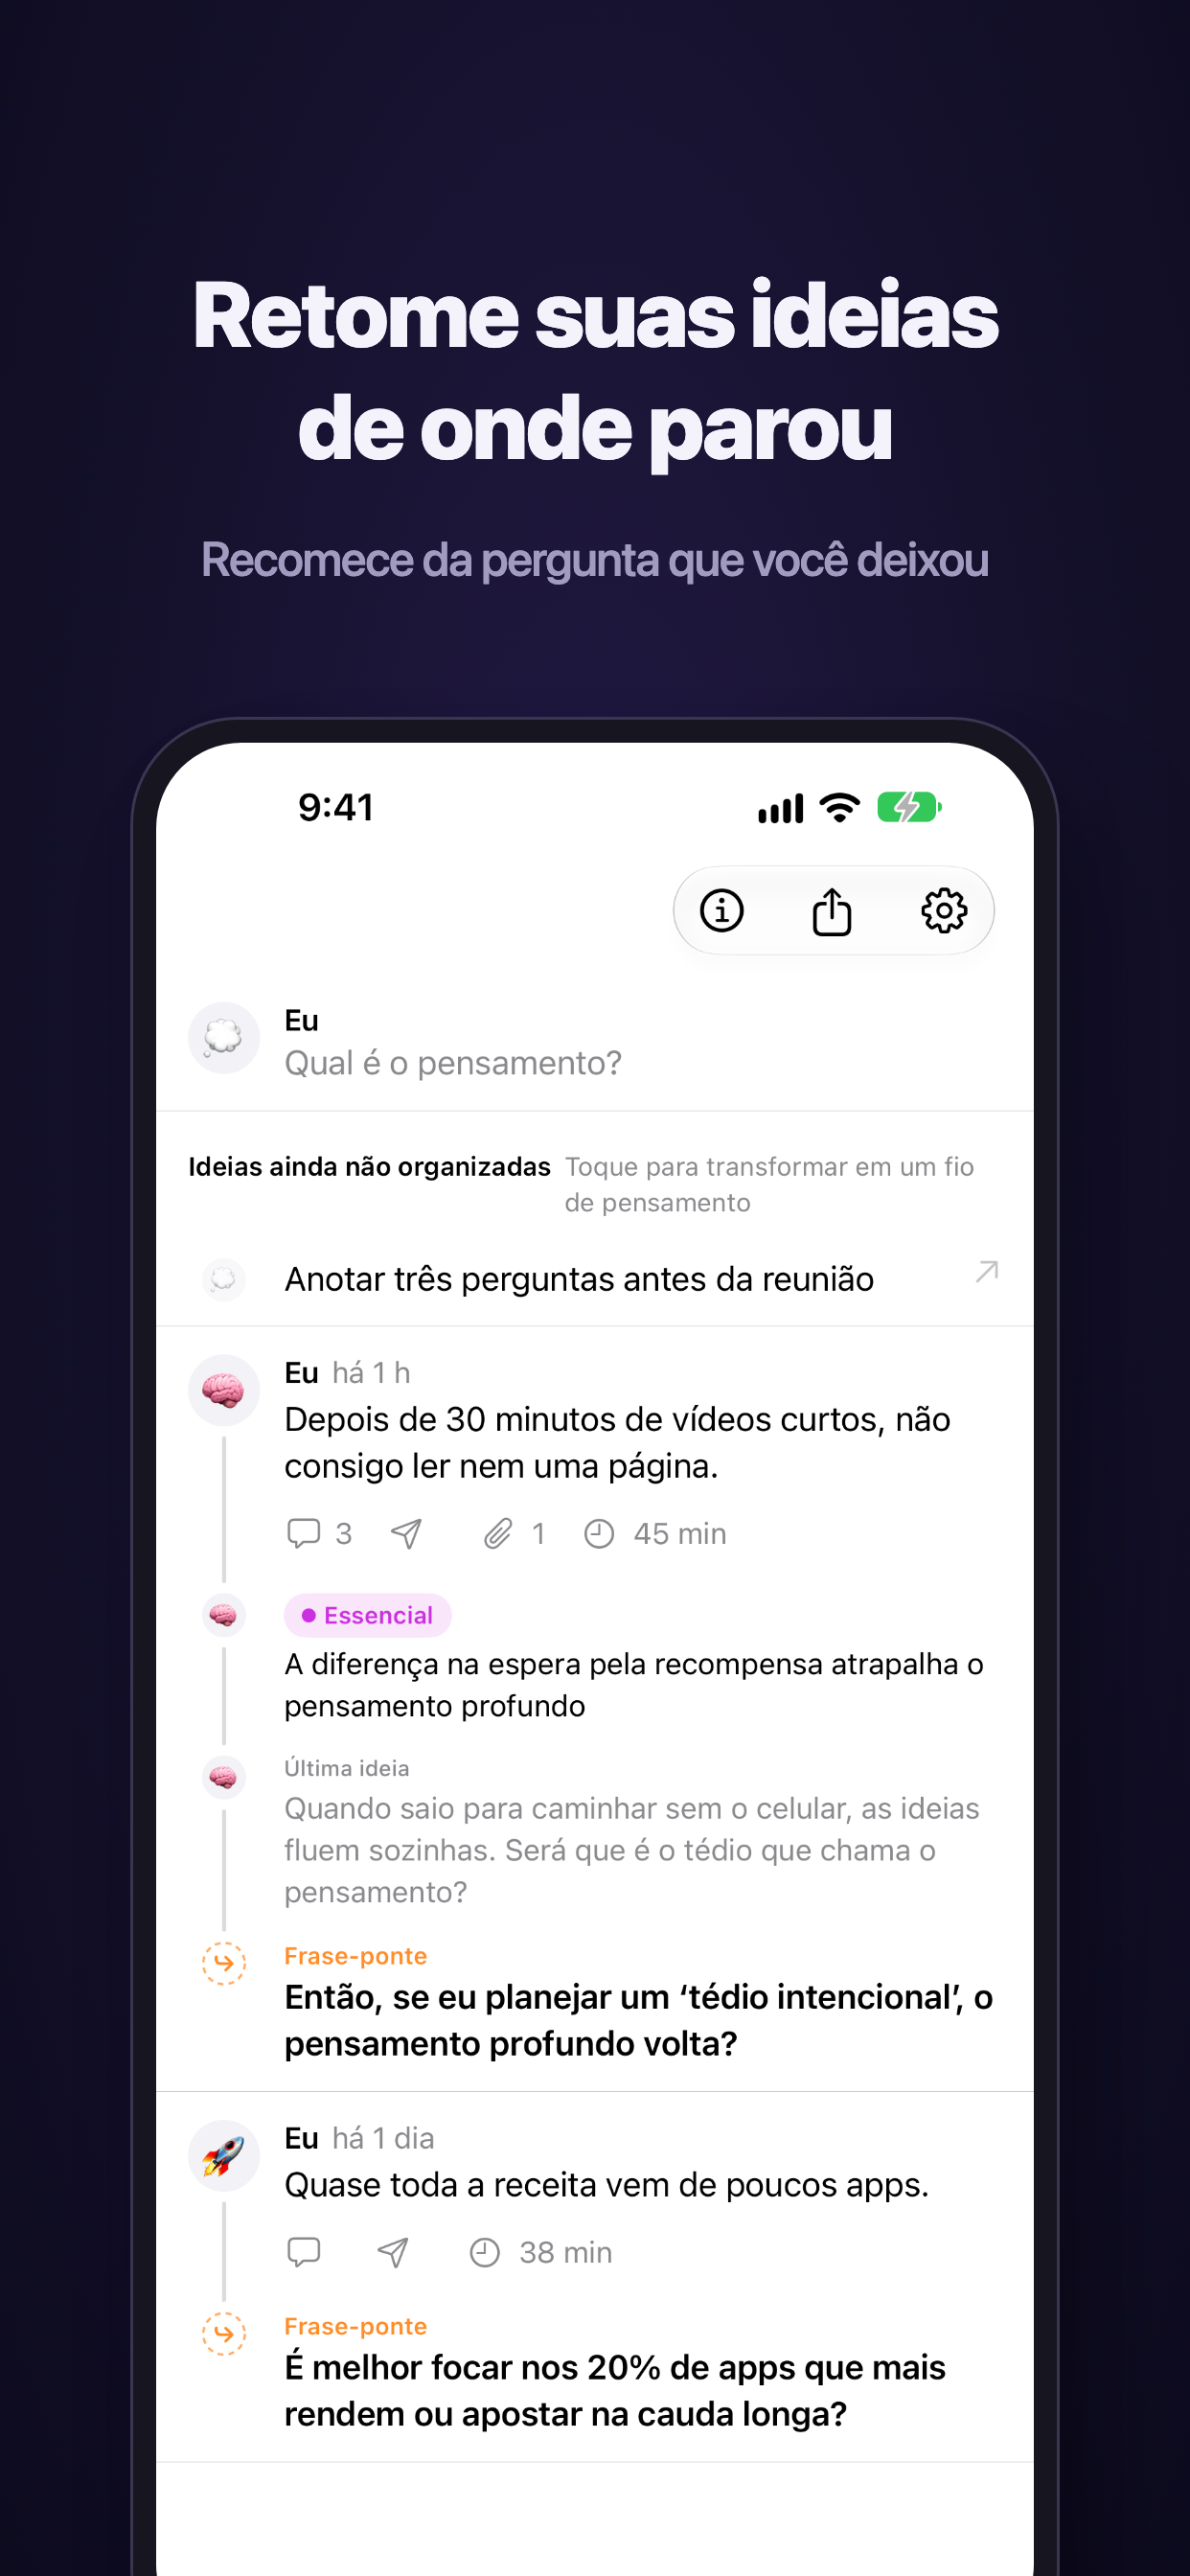 Retome suas ideias
de onde parou
Recomece da pergunta que você deixou
9:41
Eu
Qual é o pensamento?
Ideias ainda não organizadas
Toque para transformar em um fio
de pensamento
Anotar três perguntas antes da reunião
Eu há 1 h
Depois de 30 minutos de vídeos curtos, não
consigo ler nem uma página.
3 1 45 min
Essencial
A diferença na espera pela recompensa atrapalha o
pensamento profundo
Última ideia
Quando saio para caminhar sem o celular, as ideias
fluem sozinhas. Será que é o tédio que chama o
pensamento?
Frase-ponte
Então, se eu planejar um ‘tédio intencional’, o
pensamento profundo volta?
Eu há 1 dia
Quase toda a receita vem de poucos apps.
38 min
Frase-ponte
É melhor focar nos 20% de apps que mais
rendem ou apostar na cauda longa?